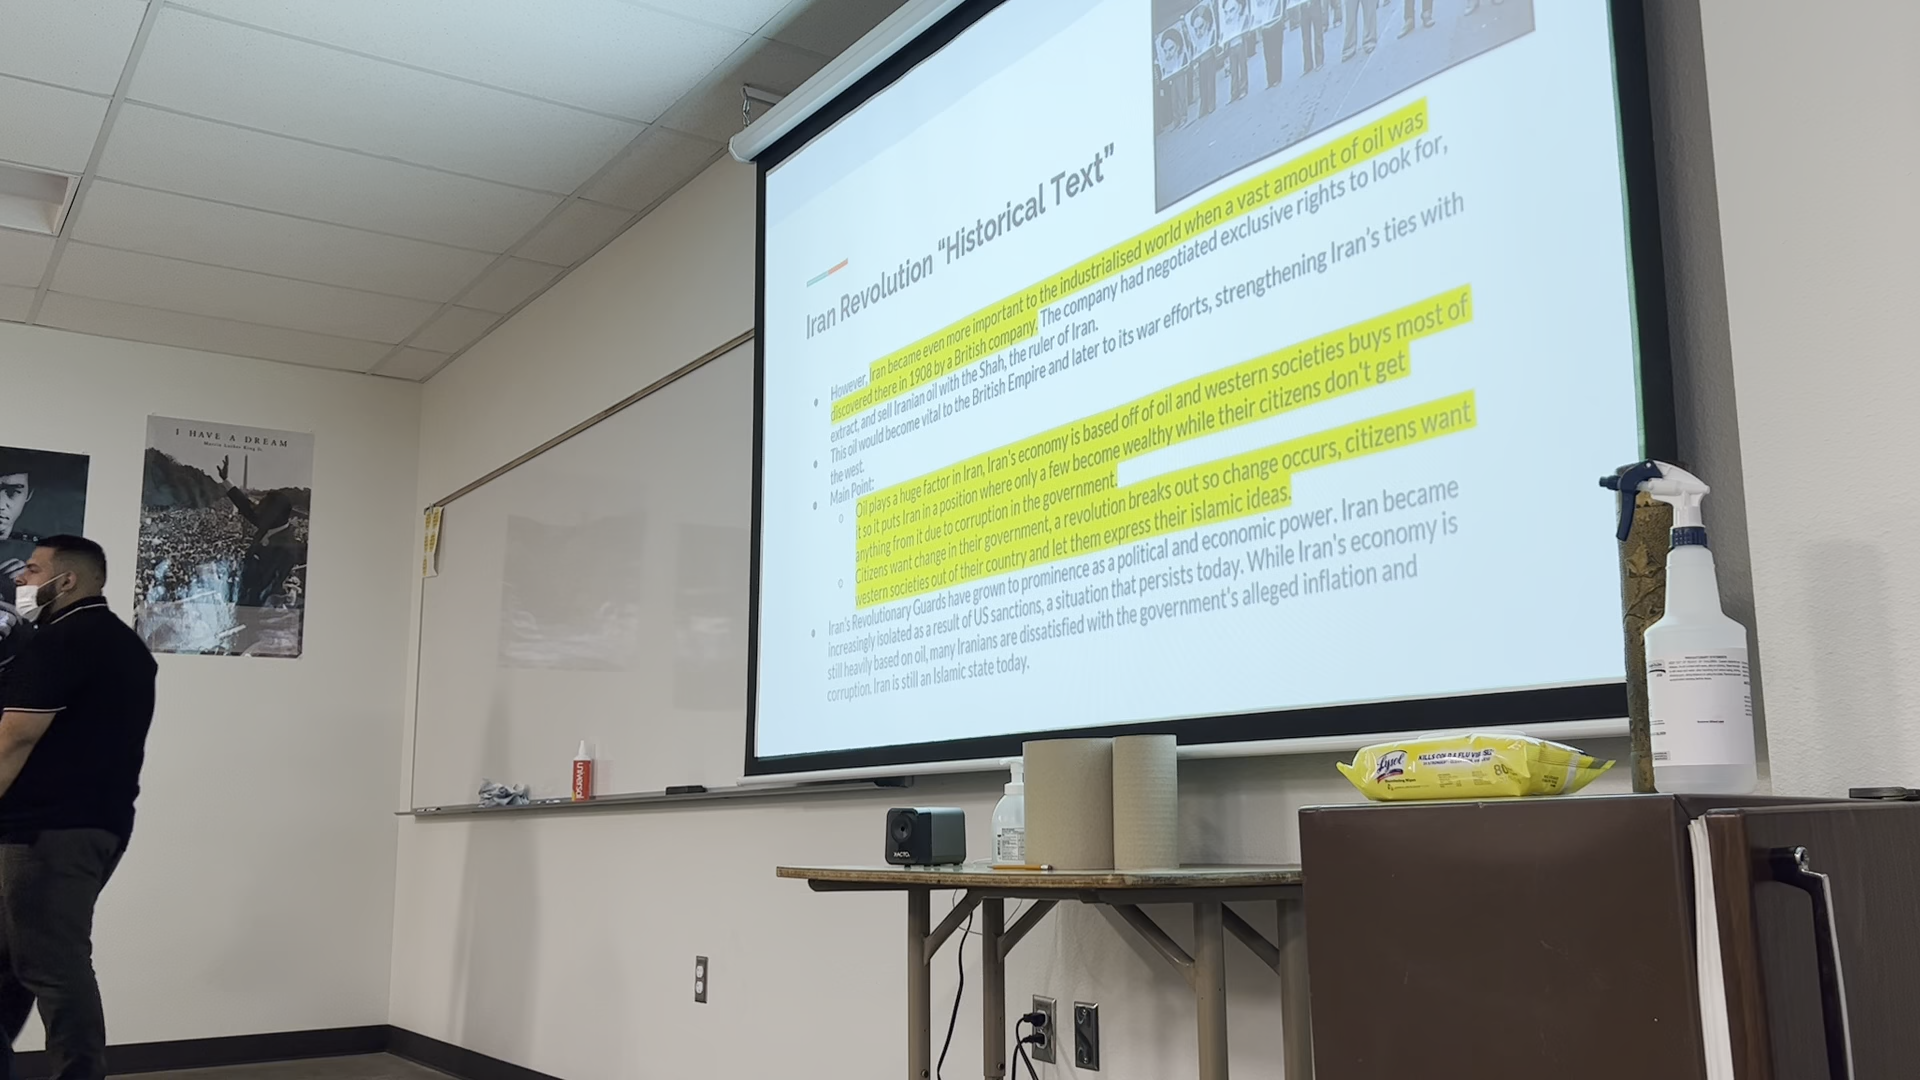 I HAVE A DREAM
Martin Luther King Jr.
Iran Revolution “Historical Text”
However, Iran became even more important to the industrialised world when a vast amount of oil was
discovered there in 1908 by a British company. The company had negotiated exclusive rights to look for,
extract, and sell Iranian oil with the Shah, the ruler of Iran.
This oil would become vital to the British Empire and later to its war efforts, strengthening Iran’s ties with
the west.
Main Point:
Oil plays a huge factor in Iran, Iran's economy is based off of oil and western societies buys most of
it so it puts Iran in a position where only a few become wealthy while their citizens don't get
anything from it due to corruption in the government.
Citizens want change in their government, a revolution breaks out so change occurs, citizens want
western societies out of their country and let them express their islamic ideas.
Iran’s Revolutionary Guards have grown to prominence as a political and economic power. Iran became
increasingly isolated as a result of US sanctions, a situation that persists today. While Iran’s economy is
still heavily based on oil, many Iranians are dissatisfied with the government's alleged inflation and
corruption. Iran is still an Islamic state today.
universal
X-ACTO
Lysol
KILLS COLD & FLU VIRUSES
80